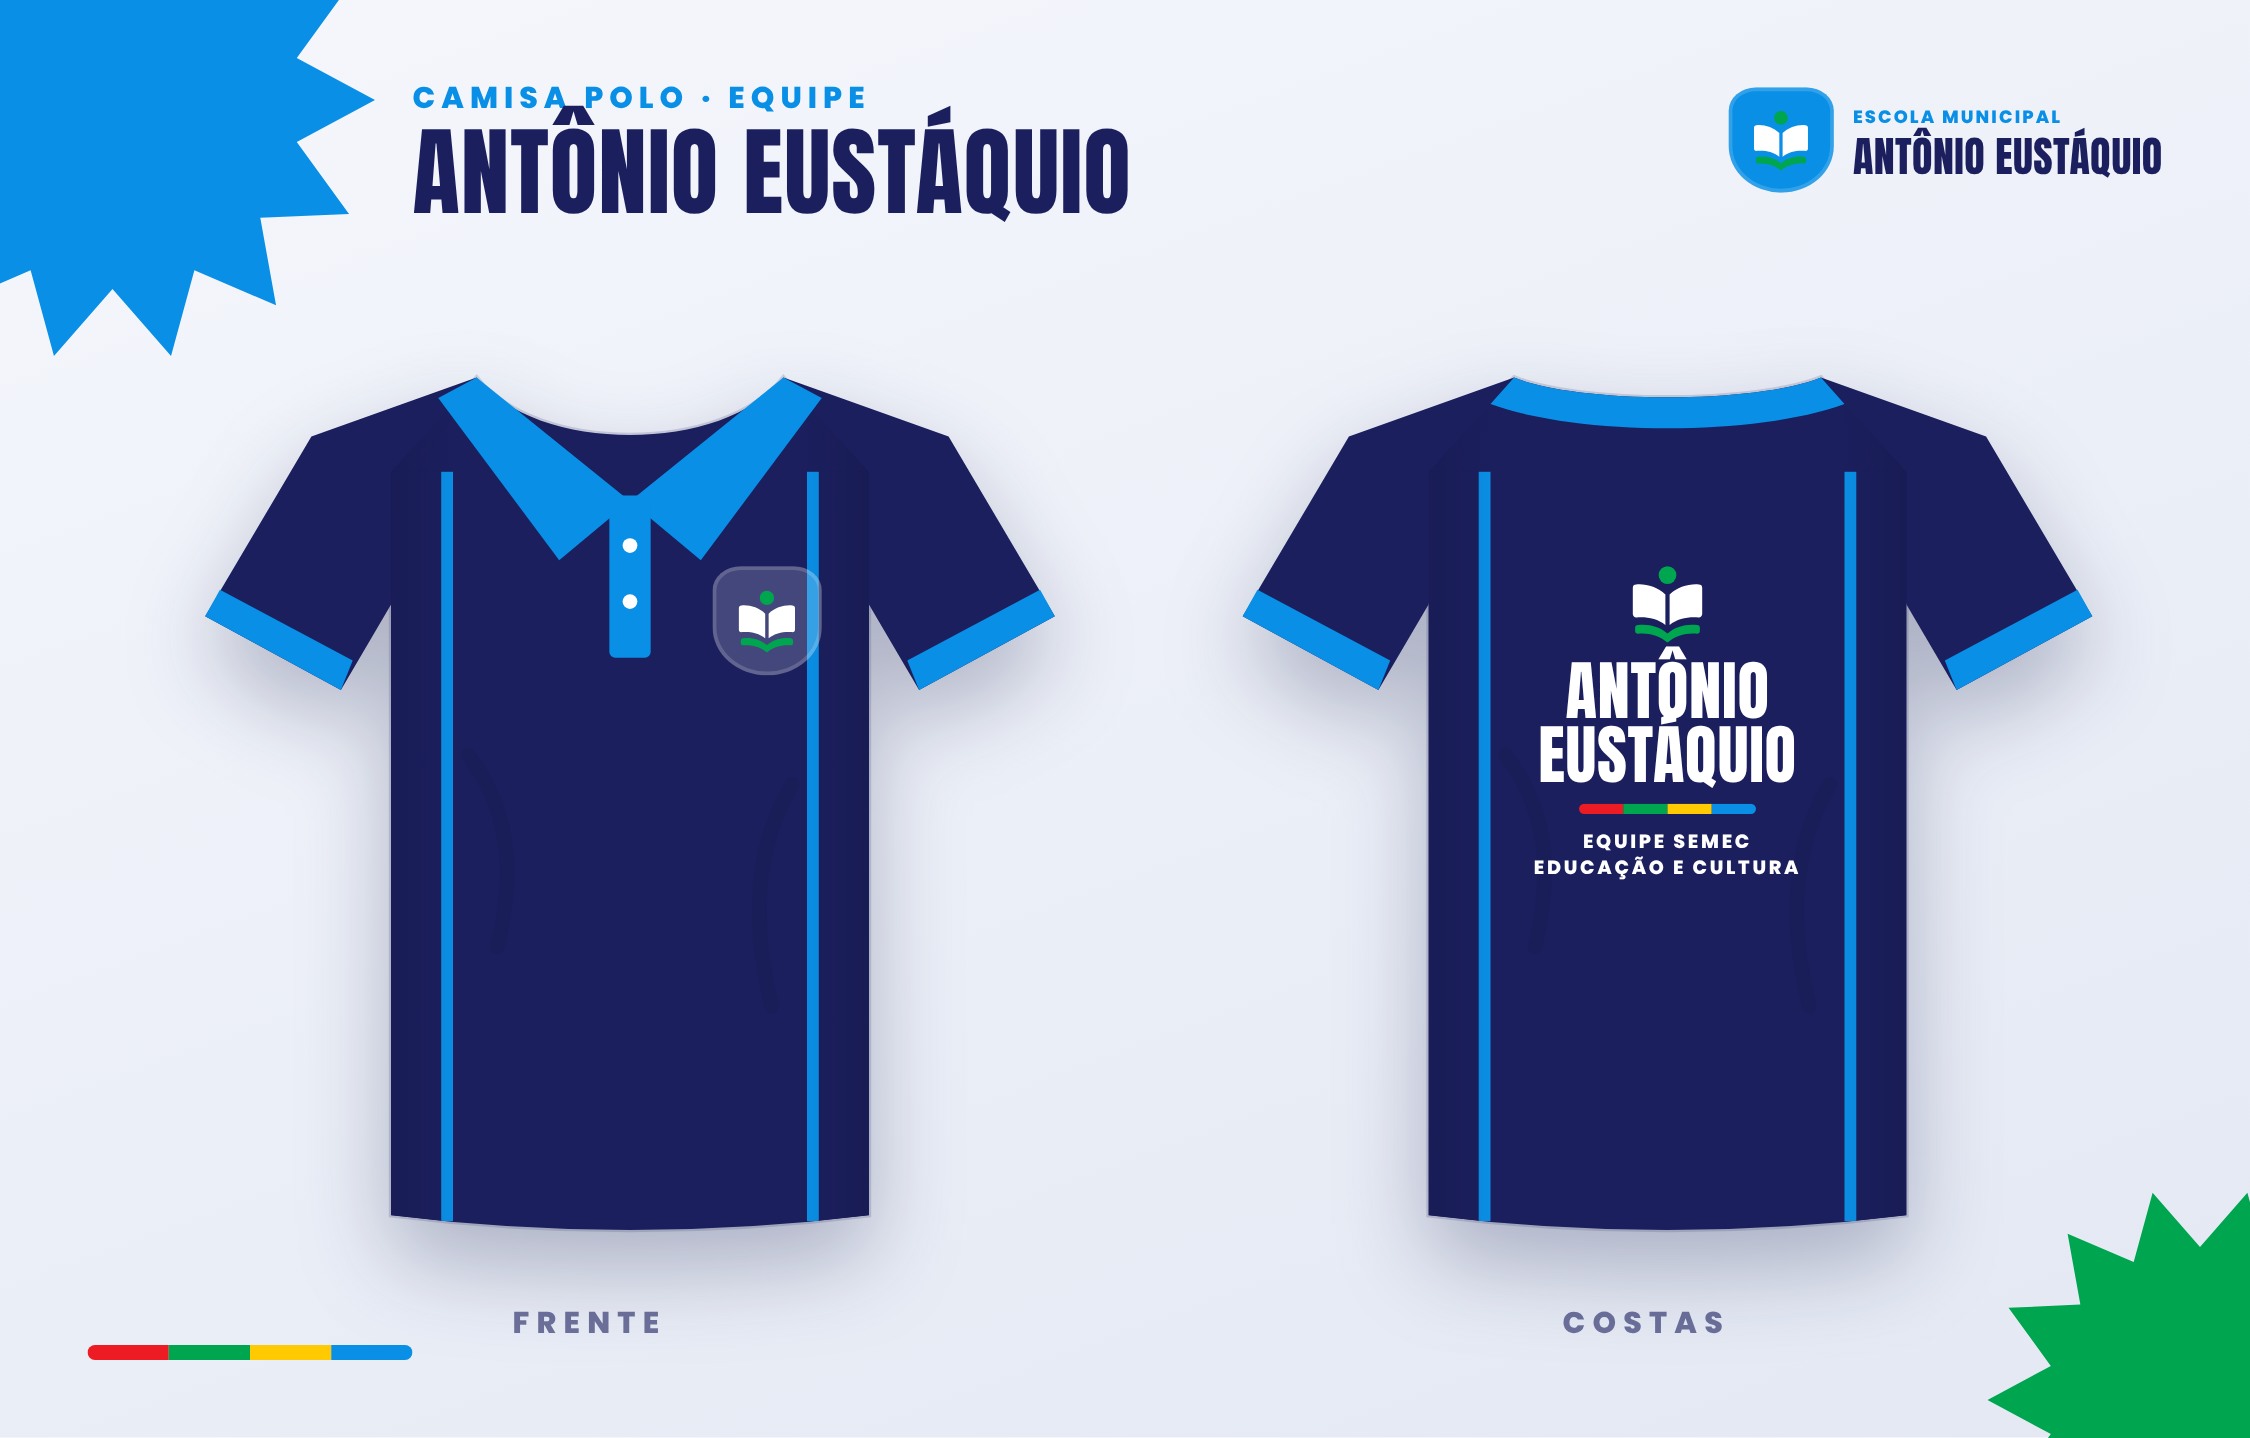 CAMISA POLO · EQUIPE
ANTÔNIO EUSTÁQUIO
ESCOLA MUNICIPAL
ANTÔNIO EUSTÁQUIO
ANTÔNIO
EUSTÁQUIO
EQUIPE SEMEC
EDUCAÇÃO E CULTURA
FRENTE
COSTAS